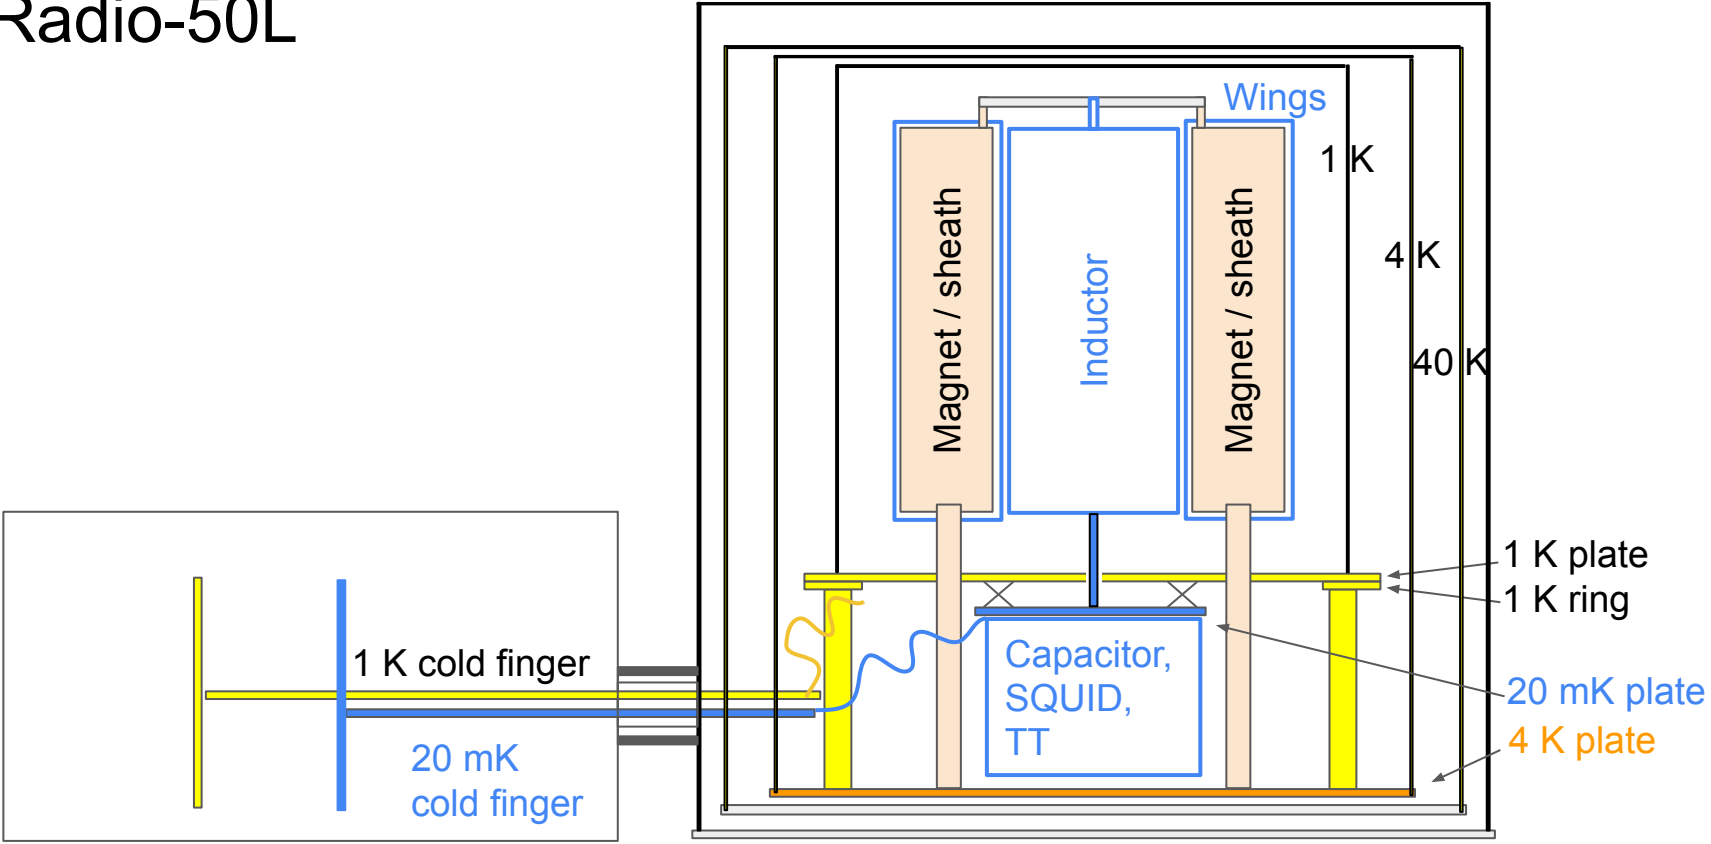 Radio-50L
Wings
1 K
4 K
40 K
Magnet / sheath
Inductor
Magnet / sheath
1 K plate
1 K ring
1 K cold finger
Capacitor,
SQUID,
TT
20 mK plate
4 K plate
20 mK
cold finger